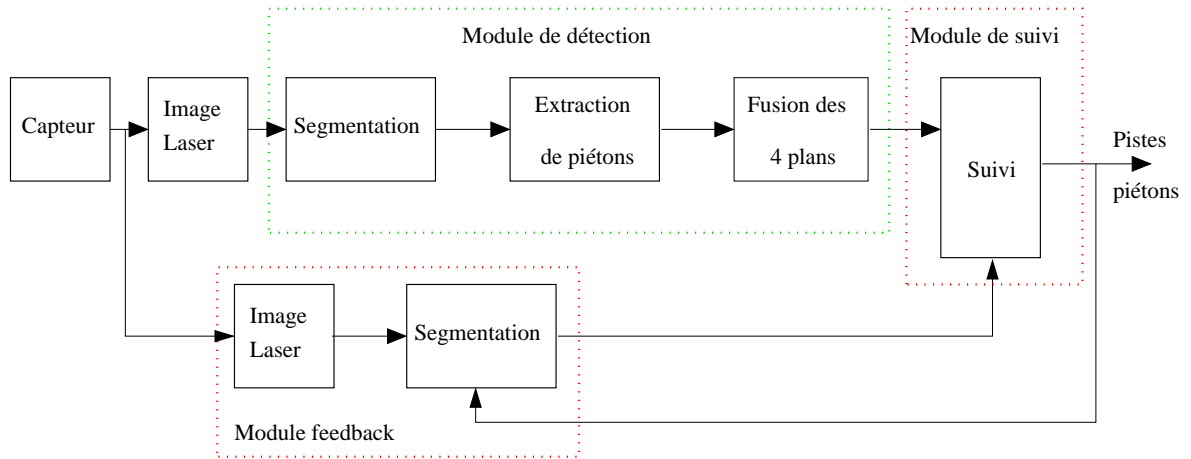 Module de détection
Module de suivi
Capteur
Image
Laser
Segmentation
Extraction
de piétons
Fusion des
4 plans
Suivi
Pistes
piétons
Image
Laser
Segmentation
Module feedback